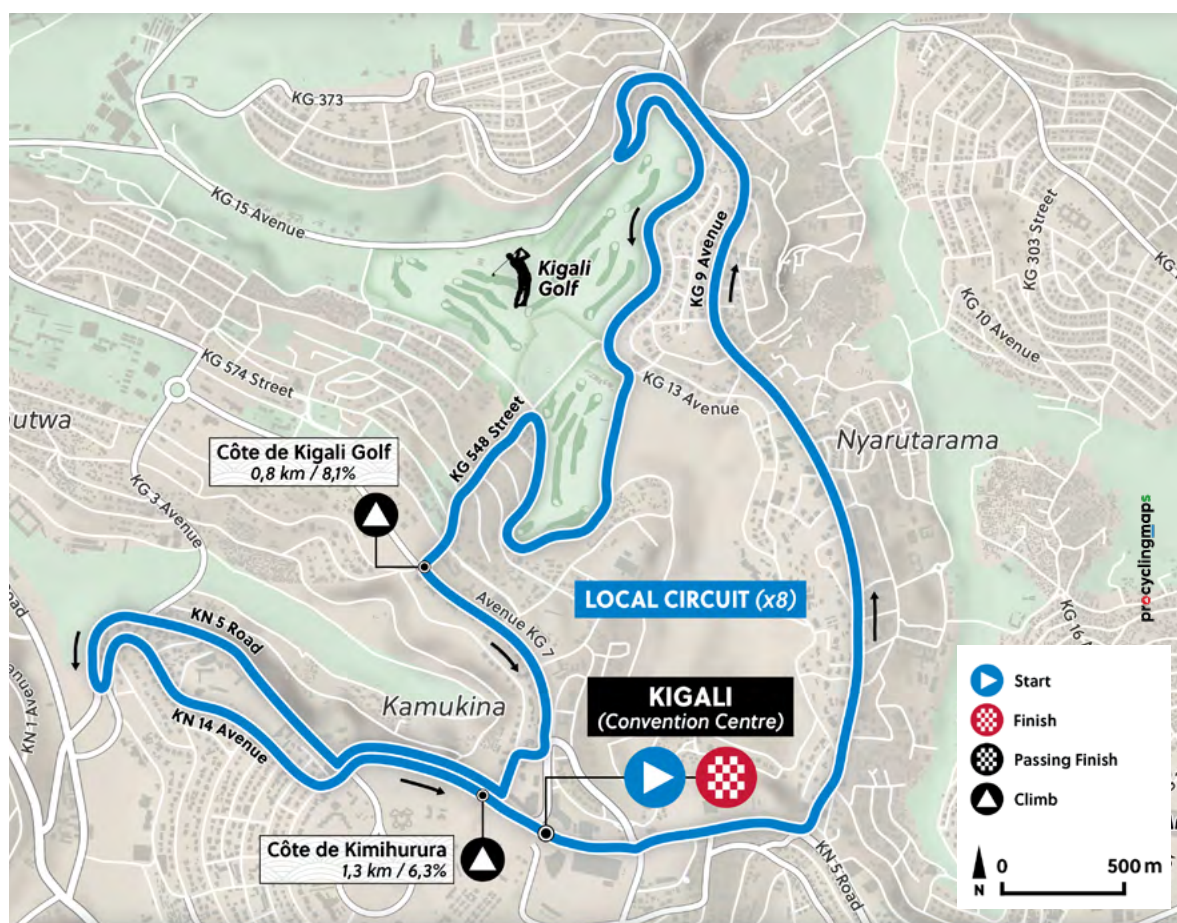 KG 373
KG 15 Avenue
KG 303 Street
KG 9 Avenue
Kigali
Golf
KG 10 Avenue
KG 574 Street
KG 13 Avenue
utwa
KG 548 Street
Nyarutarama
Côte de Kigali Golf
0,8 km / 8,1%
KG 3 Avenue
LOCAL CIRCUIT (x8)
procyclingmaps
KG 16 A
Avenue KG 7
KN 5 Road
KIGALI
(Convention Centre)
Kamukina
KN 1 Avenue
KN 14 Avenue
Côte de Kimihurura
1,3 km / 6,3%
KN 5 Road
Start
Finish
Passing Finish
Climb
N
0 500 m